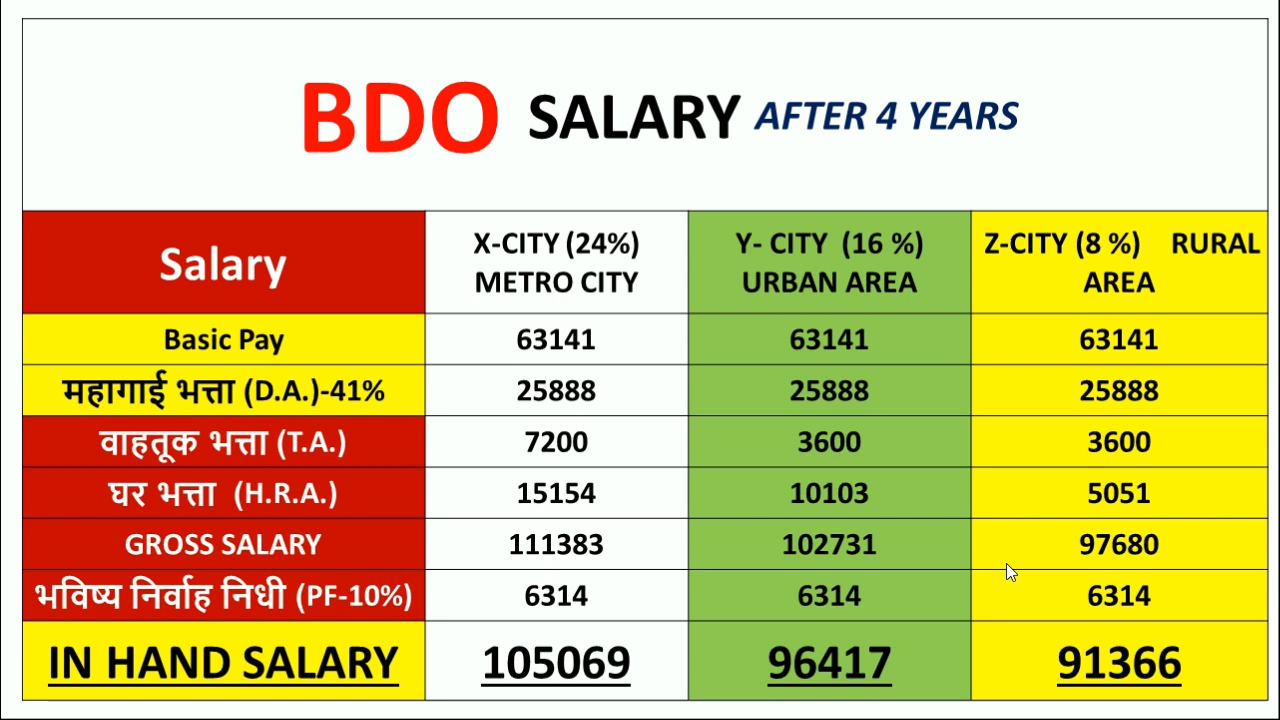 BDO SALARY AFTER 4 YEARS
Salary X-CITY (24%) METRO CITY Y- CITY (16 %) URBAN AREA Z-CITY (8 %) RURAL AREA
Basic Pay 63141 63141 63141
महागाई भत्ता (D.A.)-41% 25888 25888 25888
वाहतूक भत्ता (T.A.) 7200 3600 3600
घर भत्ता (H.R.A.) 15154 10103 5051
GROSS SALARY 111383 102731 97680
भविष्य निर्वाह निधी (PF-10%) 6314 6314 6314
IN HAND SALARY 105069 96417 91366